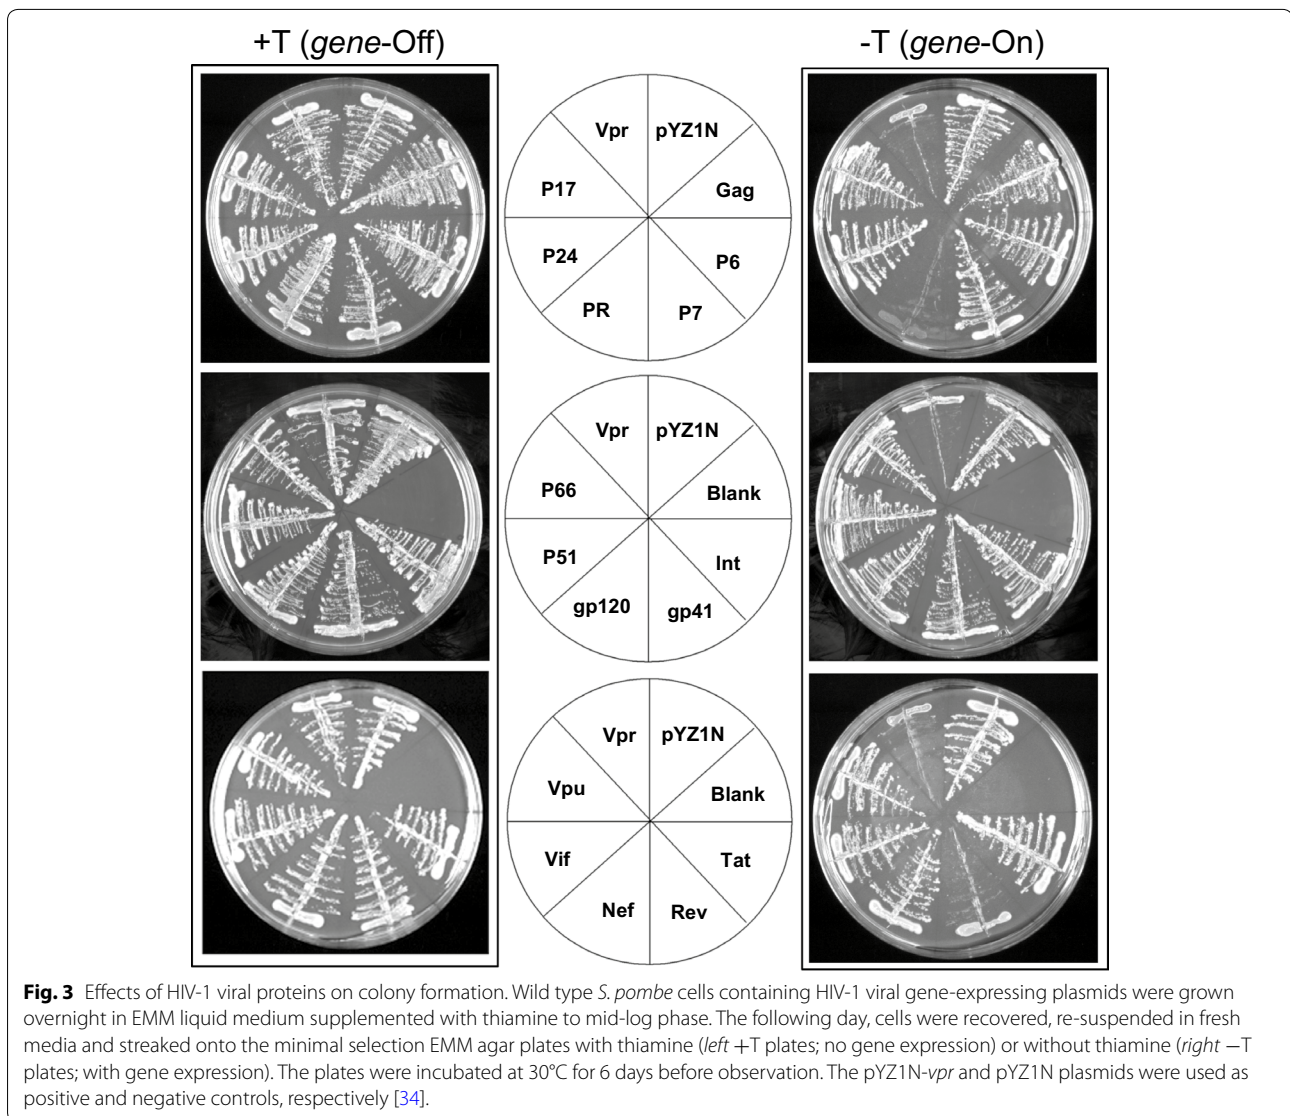 +T (gene-Off)
-T (gene-On)
Vpr
pYZ1N
P17
Gag
P24
P6
PR
P7
Vpr
pYZ1N
P66
Blank
P51
Int
gp120
gp41
Vpr
pYZ1N
Vpu
Blank
Vif
Tat
Nef
Rev
Fig. 3 Effects of HIV-1 viral proteins on colony formation. Wild type S. pombe cells containing HIV-1 viral gene-expressing plasmids were grown
overnight in EMM liquid medium supplemented with thiamine to mid-log phase. The following day, cells were recovered, re-suspended in fresh
media and streaked onto the minimal selection EMM agar plates with thiamine (left +T plates; no gene expression) or without thiamine (right −T
plates; with gene expression). The plates were incubated at 30°C for 6 days before observation. The pYZ1N-vpr and pYZ1N plasmids were used as
positive and negative controls, respectively [34].